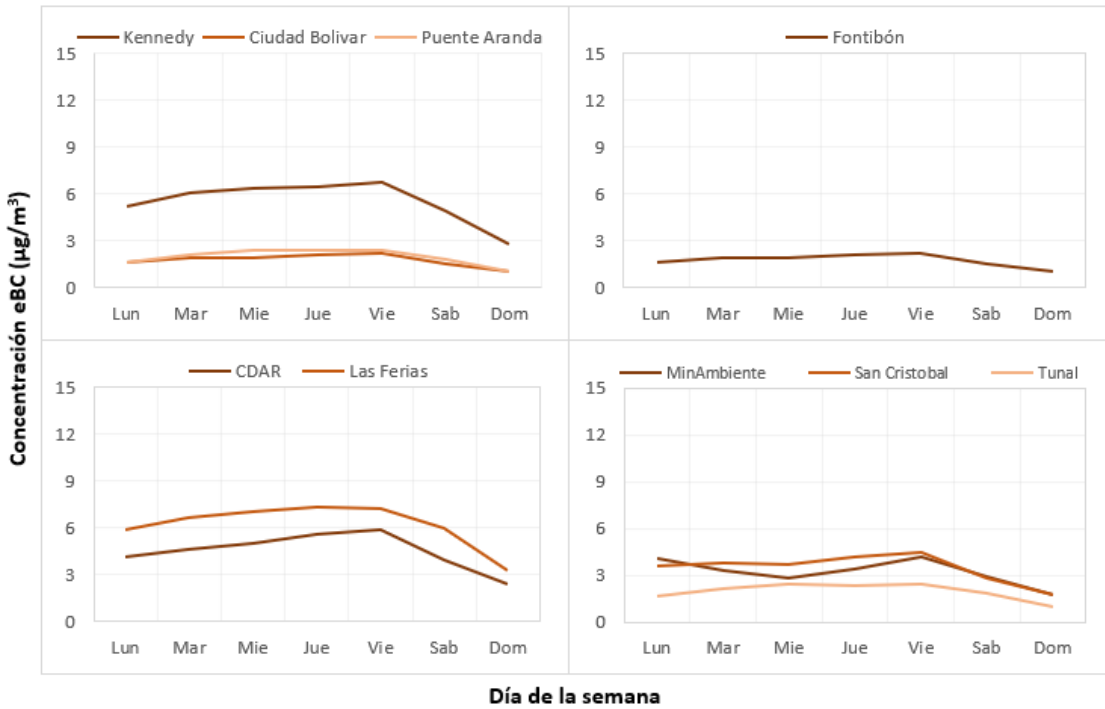 Concentración eBC (µg/m³)
Kennedy Ciudad Bolivar Puente Aranda
15
12
9
6
3
0
Lun Mar Mie Jue Vie Sab Dom
Fontibón
15
12
9
6
3
0
Lun Mar Mie Jue Vie Sab Dom
CDAR Las Ferias
15
12
9
6
3
0
Lun Mar Mie Jue Vie Sab Dom
MinAmbiente San Cristobal Tunal
15
12
9
6
3
0
Lun Mar Mie Jue Vie Sab Dom
Día de la semana